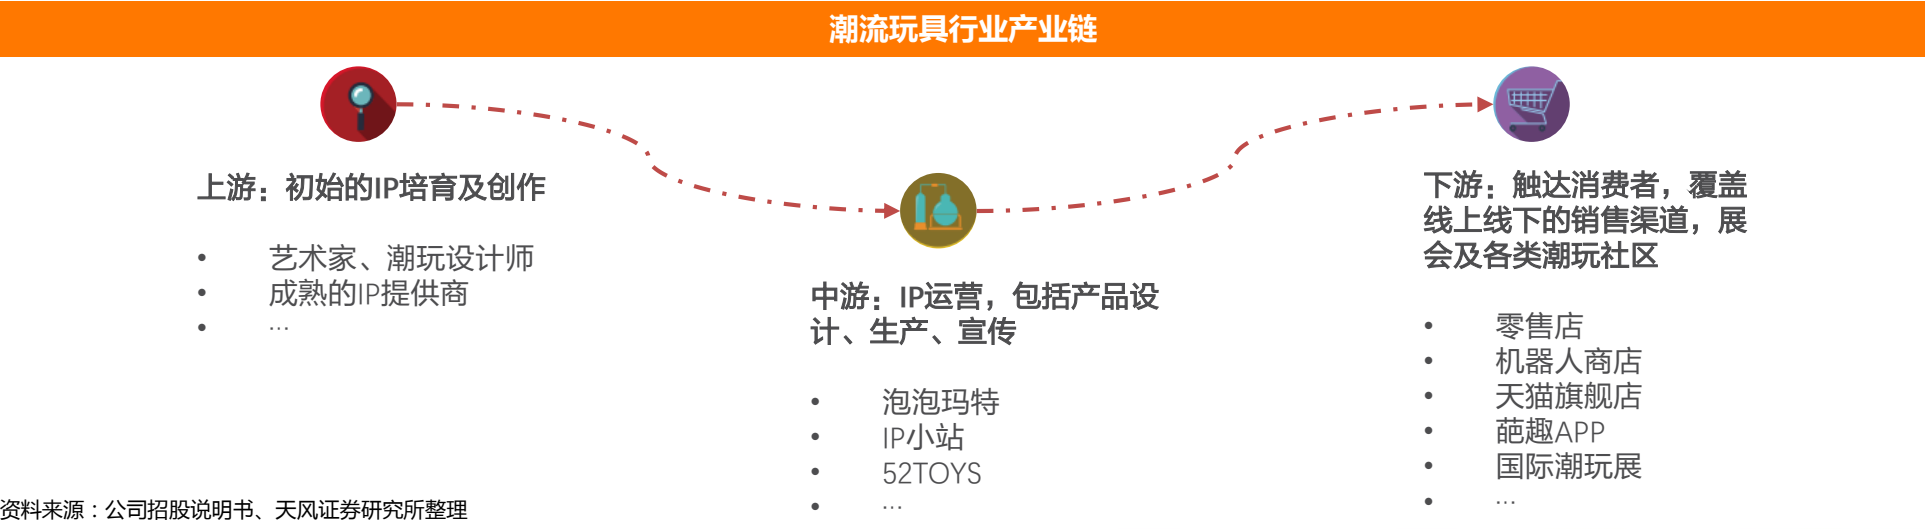 潮流玩具行业产业链
上游：初始的IP培育及创作
• 艺术家、潮玩设计师
• 成熟的IP提供商
• …
中游：IP运营，包括产品设
计、生产、宣传
• 泡泡玛特
• IP小站
• 52TOYS
• …
下游：触达消费者，覆盖
线上线下的销售渠道，展
会及各类潮玩社区
• 零售店
• 机器人商店
• 天猫旗舰店
• 葩趣APP
• 国际潮玩展
• …
资料来源：公司招股说明书、天风证券研究所整理